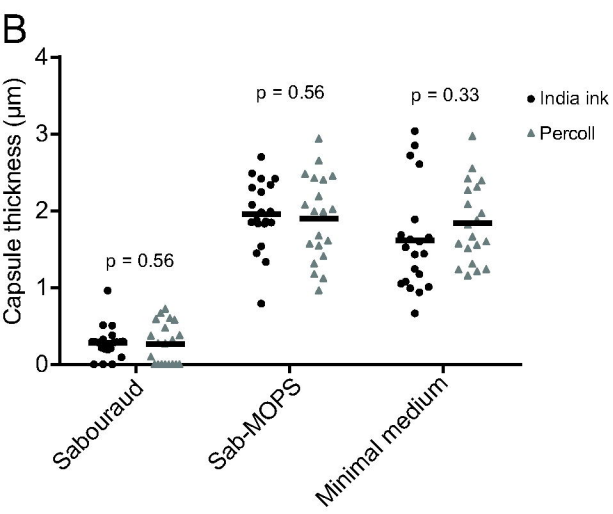 B
Capsule thickness (µm)
4
3
2
1
0
p = 0.56
p = 0.56
p = 0.33
India ink
Percoll
Sabouraud
Sab-MOPS
Minimal medium